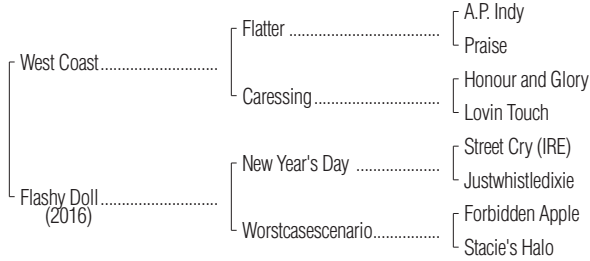 A.P. Indy
Flatter
Praise
West Coast
Honour and Glory
Caressing
Lovin Touch
Street Cry (IRE)
New Year's Day
Justwhistledixie
Flashy Doll
(2016)
Forbidden Apple
Worstcasescenario
Stacie's Halo